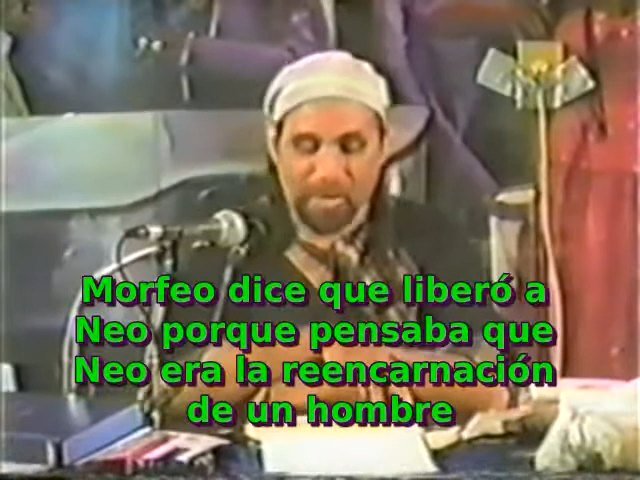 Morfeo dice que liberó a
Neo porque pensaba que
Neo era la reencarnación
de un hombre